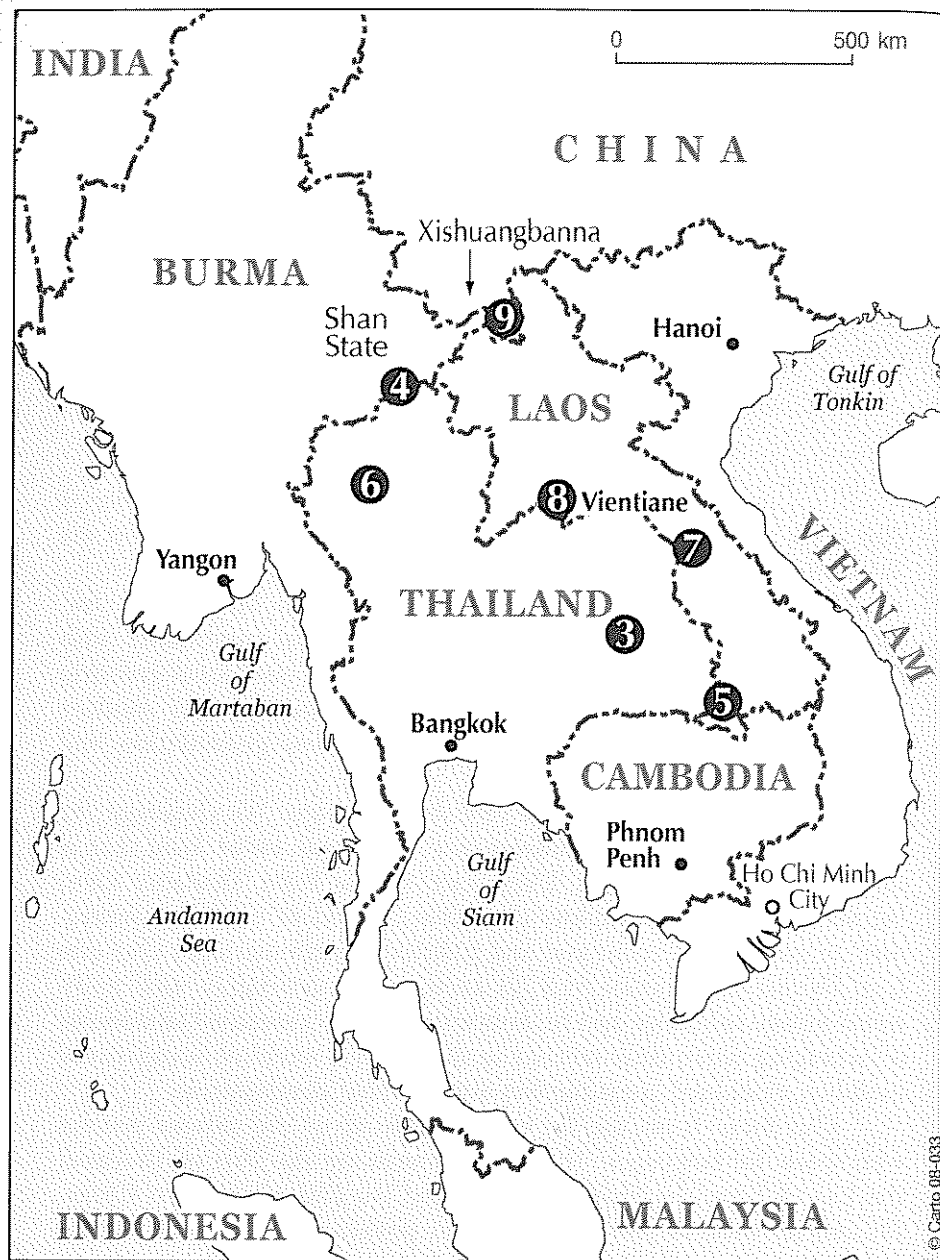 INDIA
0 500 km
CHINA
Xishuangbanna
BURMA
Shan
State
9
Hanoi
Gulf of
Tonkin
4
LAOS
6
8
Vientiane
7
VIETNAM
Yangon
THAILAND
3
Gulf
of
Martaban
5
Bangkok
CAMBODIA
Phnom
Penh
Ho Chi Minh
City
Gulf
of
Siam
Andaman
Sea
INDONESIA
MALAYSIA
© Carto 08-033